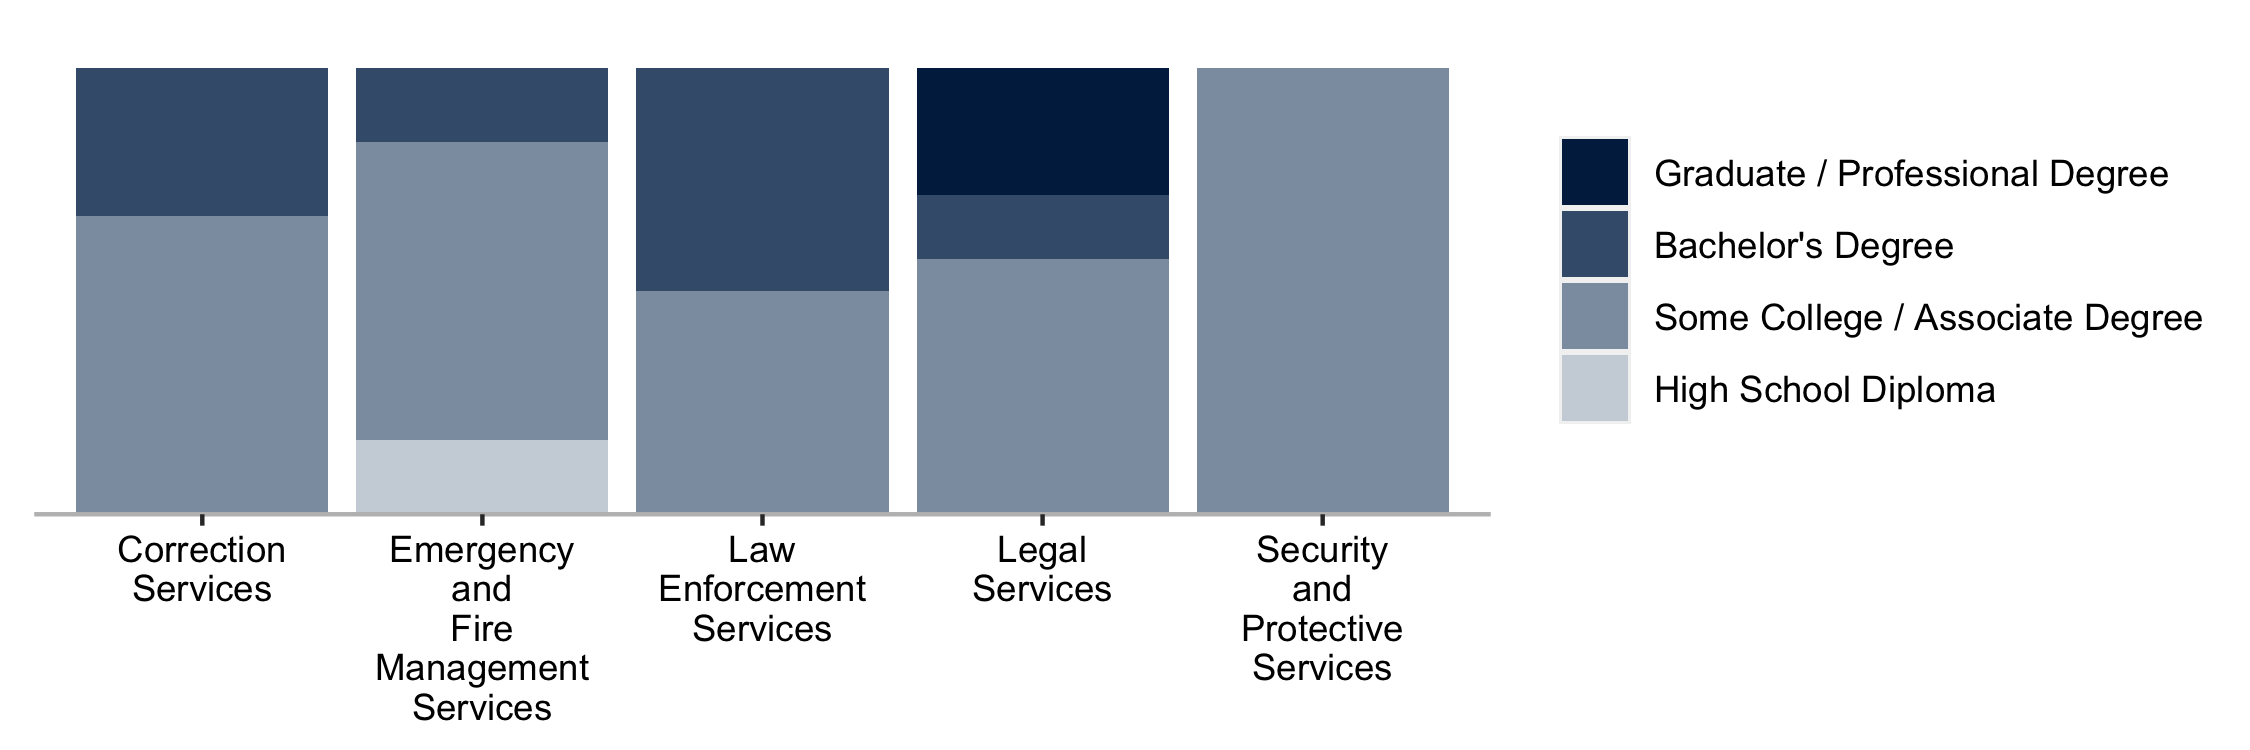 Graduate / Professional Degree
Bachelor's Degree
Some College / Associate Degree
High School Diploma
Correction
Services
Emergency
and
Fire
Management
Services
Law
Enforcement
Services
Legal
Services
Security
and
Protective
Services